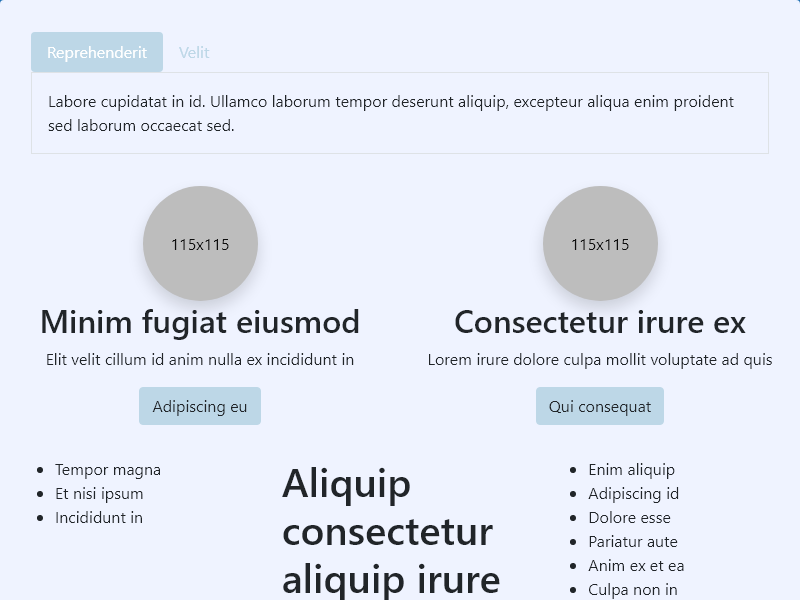 Reprehenderit
Velit
Labore cupidatat in id. Ullamco laborum tempor deserunt aliquip, excepteur aliqua enim proident
sed laborum occaecat sed.
115x115
Minim fugiat eiusmod
Elit velit cillum id anim nulla ex incididunt in
Adipiscing eu
115x115
Consectetur irure ex
Lorem irure dolore culpa mollit voluptate ad quis
Qui consequat
Tempor magna
Et nisi ipsum
Incididunt in
Aliquip
consectetur
aliquip irure
Enim aliquip
Adipiscing id
Dolore esse
Pariatur aute
Anim ex et ea
Culpa non in